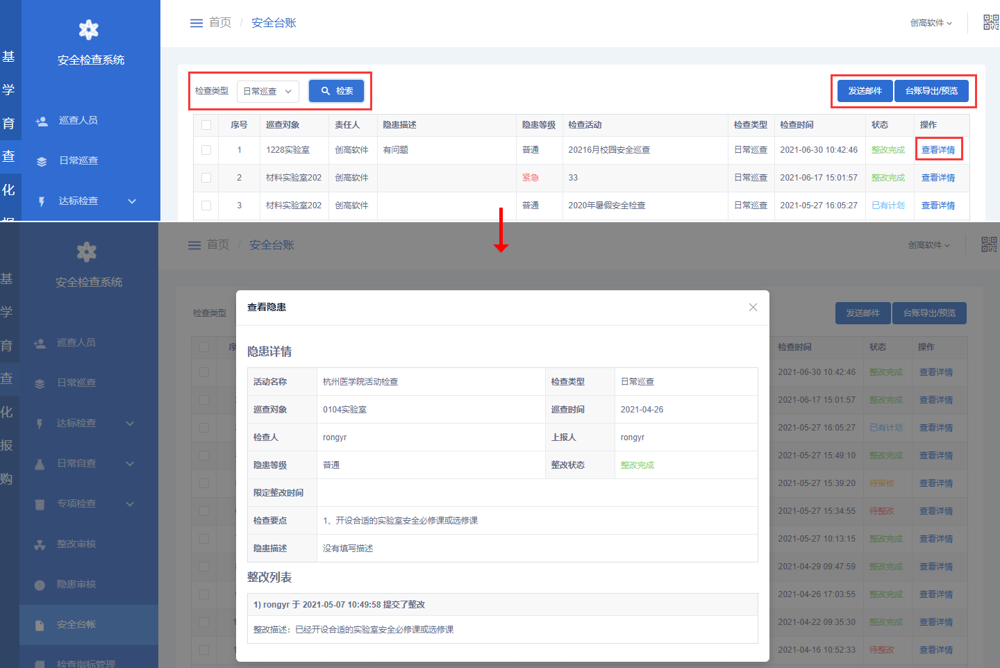 基
学
育
查
化
安全检查系统
巡查人员
日常巡查
达标检查
首页 / 安全台账
创高软件
检查类型 日常巡查 检索
发送邮件 台账导出/预览
序号 巡查对象 责任人 隐患描述 隐患等级 检查活动 检查类型 检查时间 状态 操作
1 1228实验室 创高软件 有问题 普通 20216月校园安全巡查 日常巡查 2021-06-30 10:42:46 整改完成 查看详情
2 材料实验室202 创高软件 紧急 33 日常巡查 2021-06-17 15:01:57 整改完成 查看详情
3 材料实验室202 创高软件 普通 2020年暑假安全检查 日常巡查 2021-05-27 16:05:27 已有计划 查看详情
基
学
育
查
化
报
购
安全检查系统
巡查人员
日常巡查
达标检查
日常自查
专项检查
整改审核
隐患审核
安全台帐
检查指标管理
首页 / 安全台账
创高软件
检查类型
发送邮件 台账导出/预览
检查时间 状态 操作
2021-06-30 10:42:46 整改完成 查看详情
2021-06-17 15:01:57 整改完成 查看详情
2021-05-27 16:05:27 已有计划 查看详情
2021-05-27 15:49:10 整改完成 查看详情
2021-05-27 15:39:20 待审核 查看详情
2021-05-27 15:34:55 待整改 查看详情
2021-05-27 10:13:15 整改完成 查看详情
2021-04-29 09:47:59 整改完成 查看详情
2021-04-26 17:03:55 整改完成 查看详情
2021-04-22 09:35:30 整改完成 查看详情
2021-04-16 10:52:33 待整改 查看详情
查看隐患
隐患详情
活动名称 杭州医学院活动检查 检查类型 日常巡查
巡查对象 0104实验室 巡查时间 2021-04-26
检查人 rongyr 上报人 rongyr
隐患等级 普通 整改状态 整改完成
限定整改时间
检查要点 1、开设合适的实验室安全必修课或选修课
隐患描述 没有填写描述
整改列表
1) rongyr 于 2021-05-07 10:49:58 提交了整改
整改描述：已经开设合适的实验室安全必修课或选修课